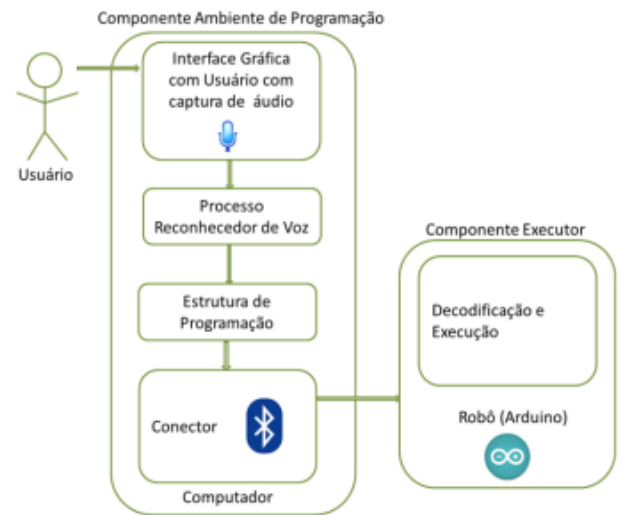 Componente Ambiente de Programação
Interface Gráfica
com Usuário com
captura de áudio
Usuário
Processo
Reconhecedor de Voz
Estrutura de
Programação
Conector
Computador
Componente Executor
Decodificação e
Execução
Robô (Arduino)